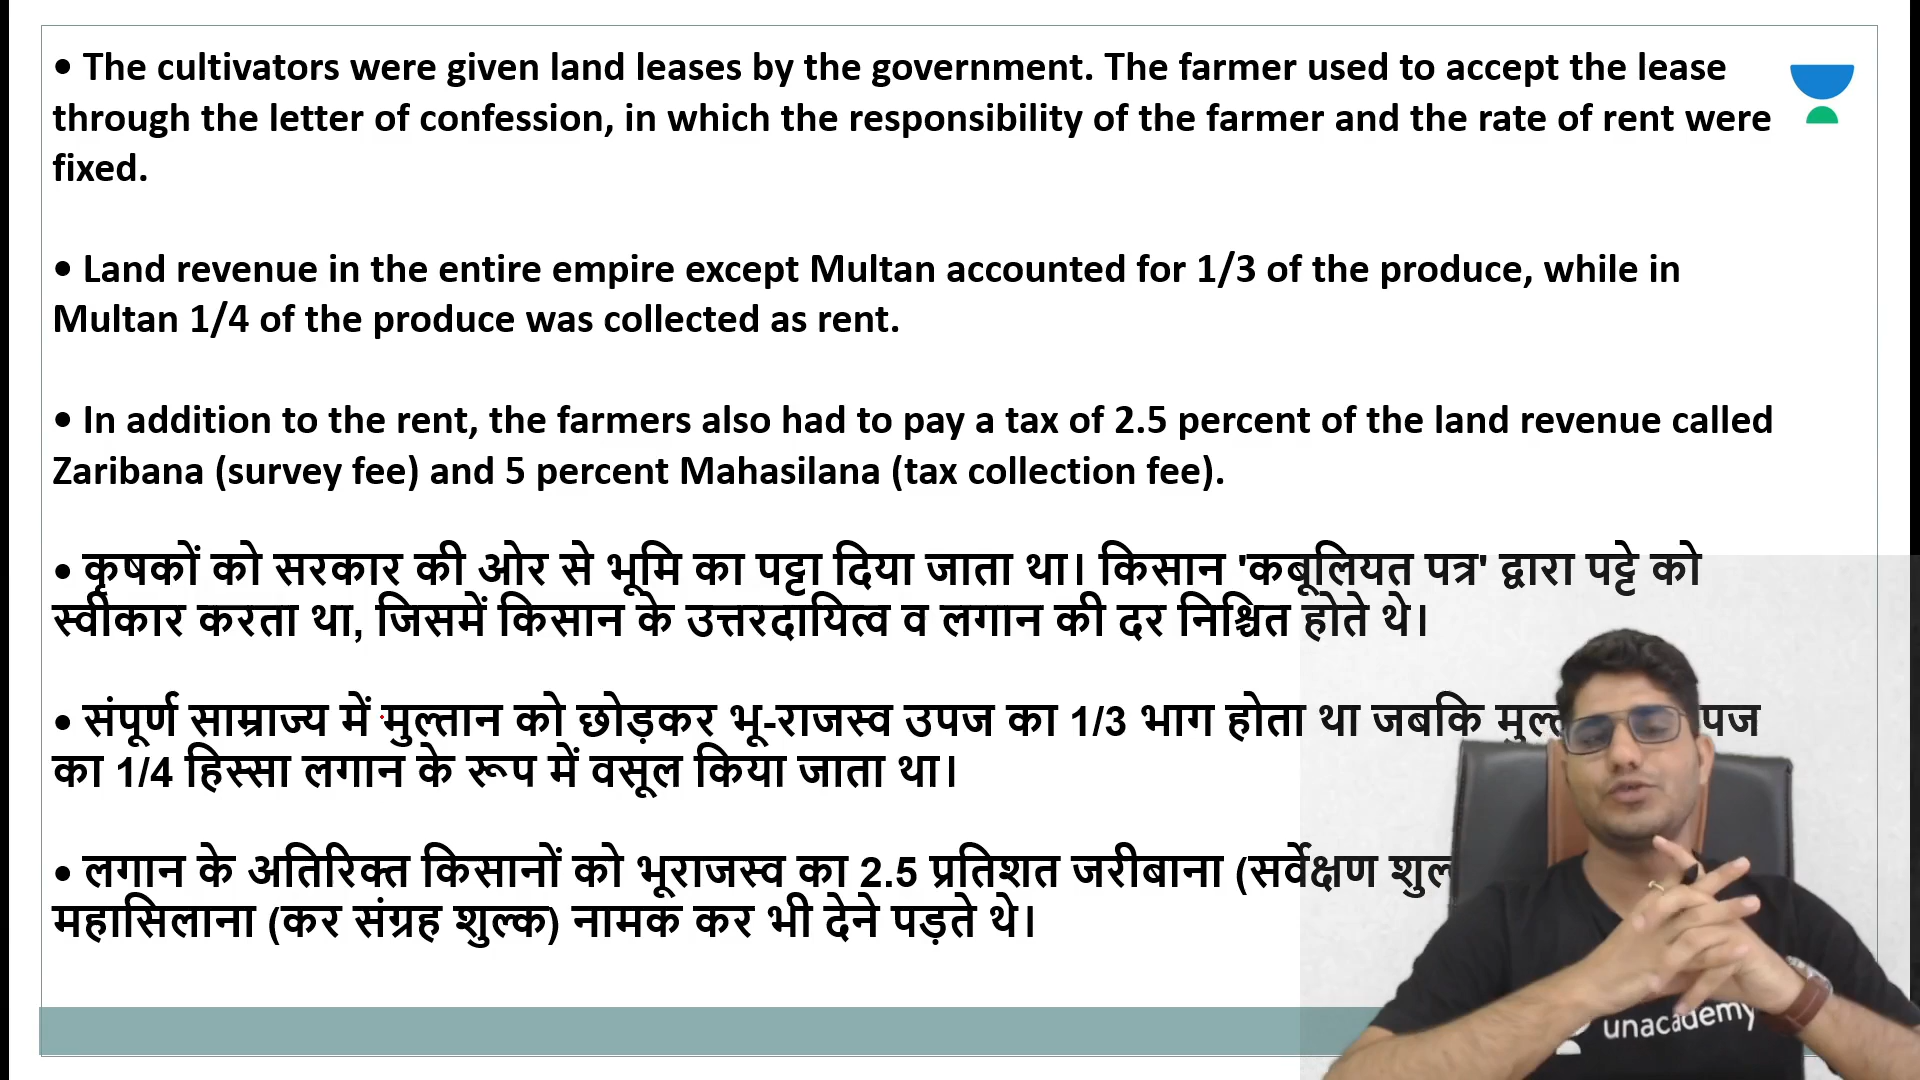 • The cultivators were given land leases by the government. The farmer used to accept the lease
through the letter of confession, in which the responsibility of the farmer and the rate of rent were
fixed.
• Land revenue in the entire empire except Multan accounted for 1/3 of the produce, while in
Multan 1/4 of the produce was collected as rent.
• In addition to the rent, the farmers also had to pay a tax of 2.5 percent of the land revenue called
Zaribana (survey fee) and 5 percent Mahasilana (tax collection fee).
• कृषकों को सरकार की ओर से भूमि का पट्टा दिया जाता था। किसान 'कबूलियत पत्र' द्वारा पट्टे को
स्वीकार करता था, जिसमें किसान के उत्तरदायित्व व लगान की दर निश्चित होते थे।
• संपूर्ण साम्राज्य में मुल्तान को छोड़कर भू-राजस्व उपज का 1/3 भाग होता था जबकि
का 1/4 हिस्सा लगान के रूप में वसूल किया जाता था।
• लगान के अतिरिक्त किसानों को भूराजस्व का 2.5 प्रतिशत जरीबाना (सर्वेक्षण
महासिलाना (कर संग्रह शुल्क) नामक कर भी देने पड़ते थे।
unacademy